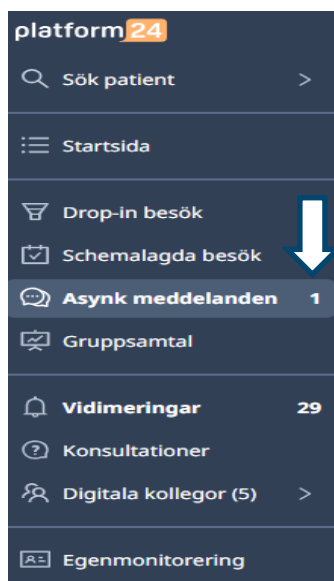 platform24
Sök patient >
Startsida
Drop-in besök
Schemalagda besök
Asynk meddelanden 1
Gruppsamtal
Vidimeringar 29
Konsultationer
Digitala kollegor (5) >
Egenmonitorering